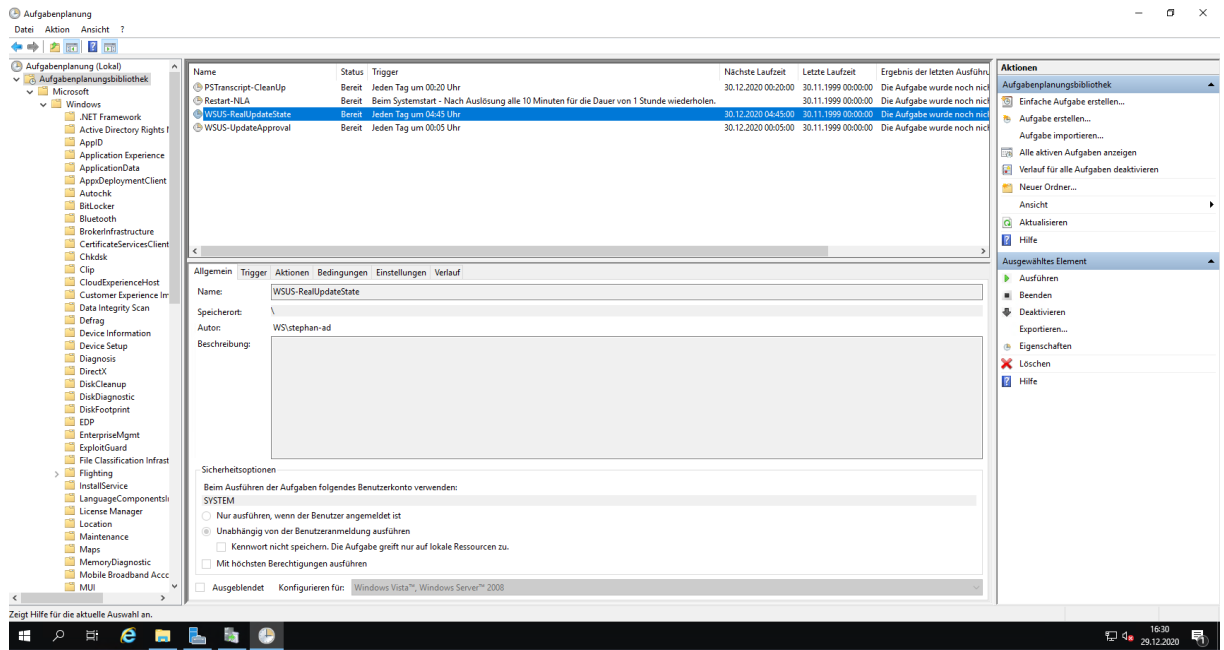 Aufgabenplanung
Datei Aktion Ansicht ?
Aufgabenplanung (Lokal)
Aufgabenplanungsbibliothek
Microsoft
Windows
.NET Framework
Active Directory Rights
AppID
Application Experience
ApplicationData
AppxDeploymentClient
Autochk
BitLocker
Bluetooth
BrokerInfrastructure
CertificateServicesClient
Chkdsk
Clip
CloudExperienceHost
Customer Experience Im
Data Integrity Scan
Defrag
Device Information
Device Setup
Diagnosis
DirectX
DiskCleanup
DiskDiagnostic
DiskFootprint
EDP
EnterpriseMgmt
ExploitGuard
File Classification Infrast
Flighting
InstallService
LanguageComponentsI
License Manager
Location
Maintenance
Maps
MemoryDiagnostic
Mobile Broadband Accc
MUI
Name Status Trigger Nächste Laufzeit Letzte Laufzeit Ergebnis der letzten Ausführu
PSTranscript-CleanUp Bereit Jeden Tag um 00:20 Uhr 30.12.2020 00:20:00 30.11.1999 00:00:00 Die Aufgabe wurde noch nicl
Restart-NLA Bereit Beim Systemstart - Nach Auslösung alle 10 Minuten für die Dauer von 1 Stunde wiederholen. 30.11.1999 00:00:00 Die Aufgabe wurde noch nicl
WSUS-RealUpdateState Bereit Jeden Tag um 04:45 Uhr 30.12.2020 04:45:00 30.11.1999 00:00:00 Die Aufgabe wurde noch nicl
WSUS-UpdateApproval Bereit Jeden Tag um 00:05 Uhr 30.12.2020 00:05:00 30.11.1999 00:00:00 Die Aufgabe wurde noch nicl
Allgemein Trigger Aktionen Bedingungen Einstellungen Verlauf
Name: WSUS-RealUpdateState
Speicherort: \
Autor: WS\stephan-ad
Beschreibung:
Sicherheitsoptionen
Beim Ausführen der Aufgaben folgendes Benutzerkonto verwenden:
SYSTEM
Nur ausführen, wenn der Benutzer angemeldet ist
Unabhängig von der Benutzeranmeldung ausführen
Kennwort nicht speichern. Die Aufgabe greift nur auf lokale Ressourcen zu.
Mit höchsten Berechtigungen ausführen
Ausgeblendet Konfigurieren für: Windows Vista™, Windows Server™ 2008
Aktionen
Aufgabenplanungsbibliothek
Einfache Aufgabe erstellen...
Aufgabe erstellen...
Aufgabe importieren...
Alle aktiven Aufgaben anzeigen
Verlauf für alle Aufgaben deaktivieren
Neuer Ordner...
Ansicht
Aktualisieren
Hilfe
Ausgewähltes Element
Ausführen
Beenden
Deaktivieren
Exportieren...
Eigenschaften
Löschen
Hilfe
Zeigt Hilfe für die aktuelle Auswahl an.
16:30
29.12.2020
1